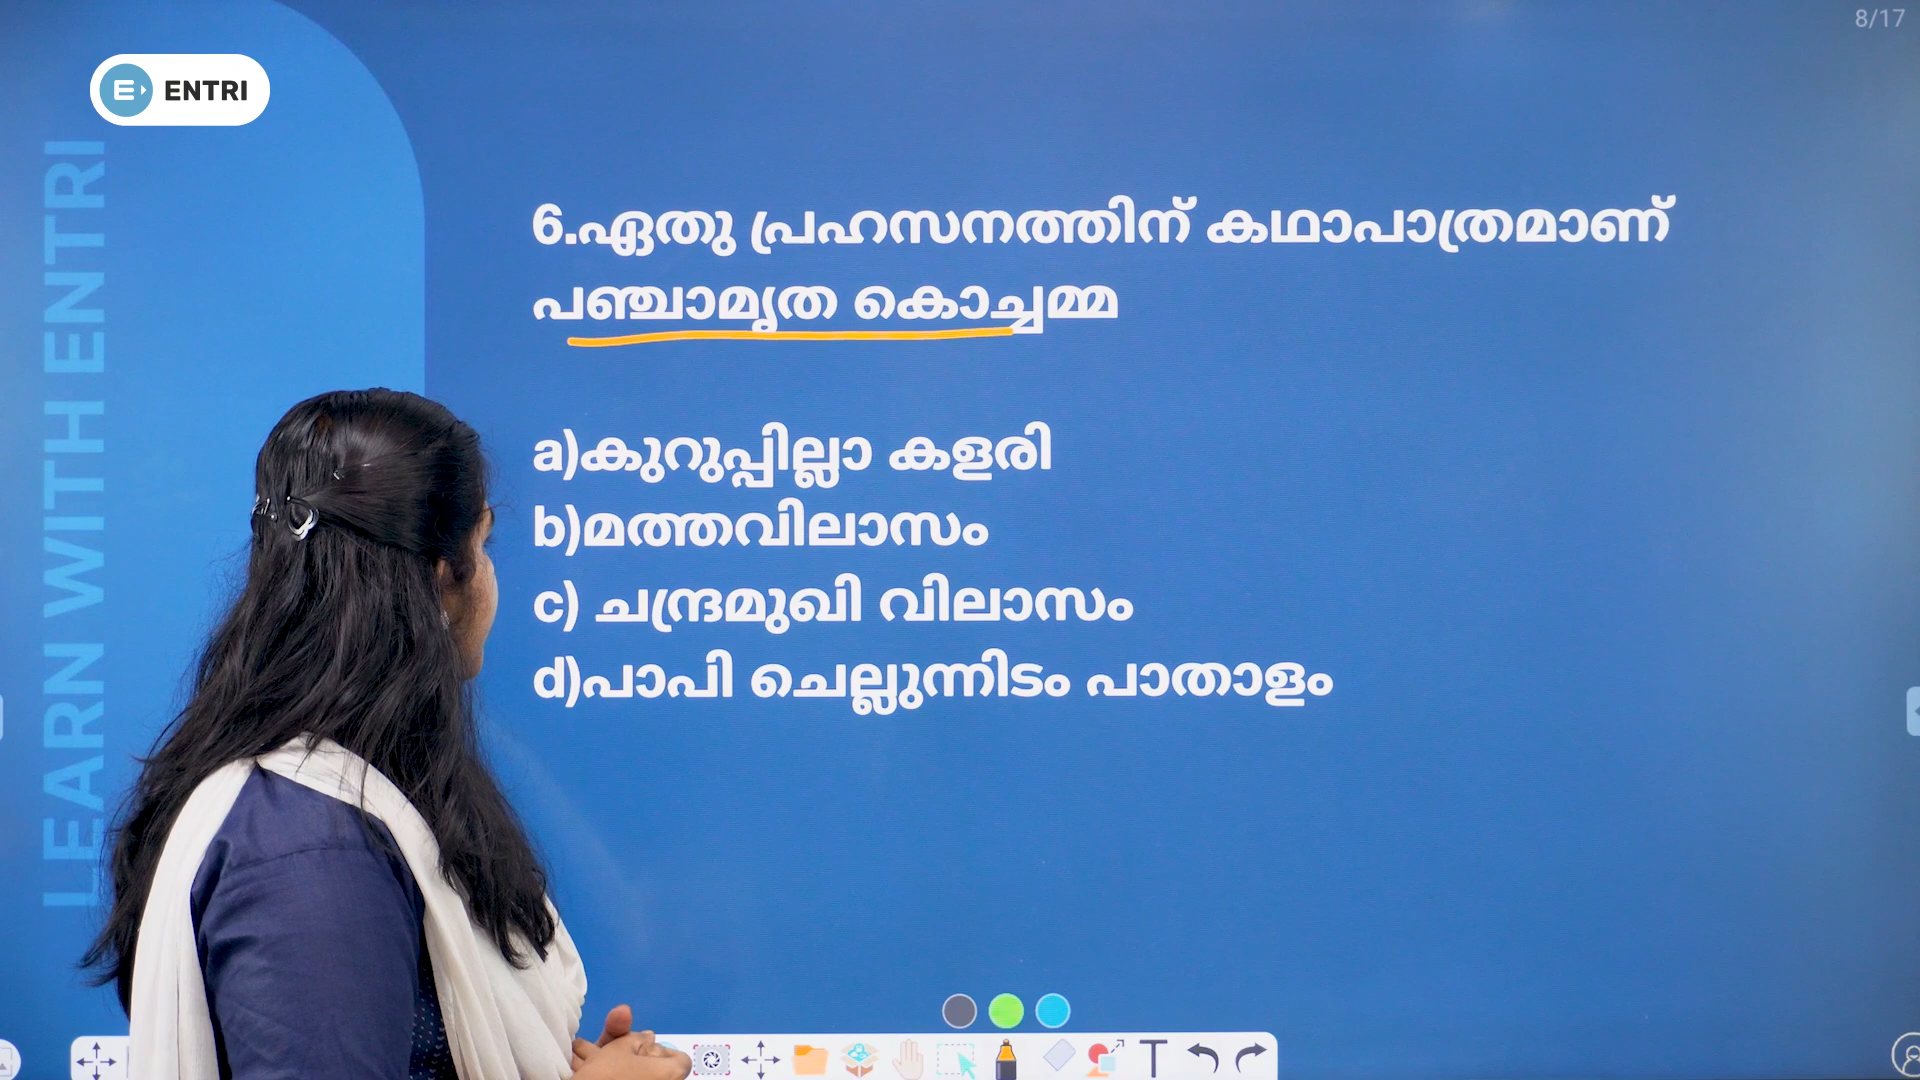 8/17
ENTRI
LEARN WITH ENTRI
6.ഏതു പ്രഹസനത്തിന് കഥാപാത്രമാണ്
പഞ്ചാമൃത കൊച്ചമ്മ
a)കുറുപ്പില്ലാ കളരി
b)മത്തവിലാസം
c) ചന്ദ്രമുഖി വിലാസം
d)പാപി ചെല്ലുന്നിടം പാതാളം